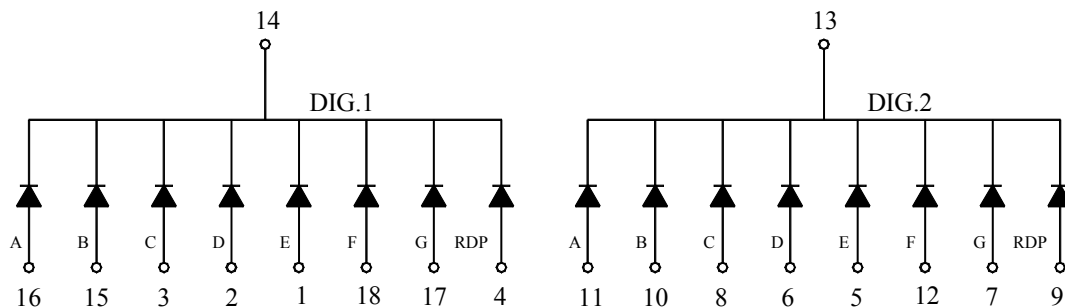 14 13
DIG.1 DIG.2
A B C D E F G RDP A B C D E F G RDP
16 15 3 2 1 18 17 4 11 10 8 6 5 12 7 9